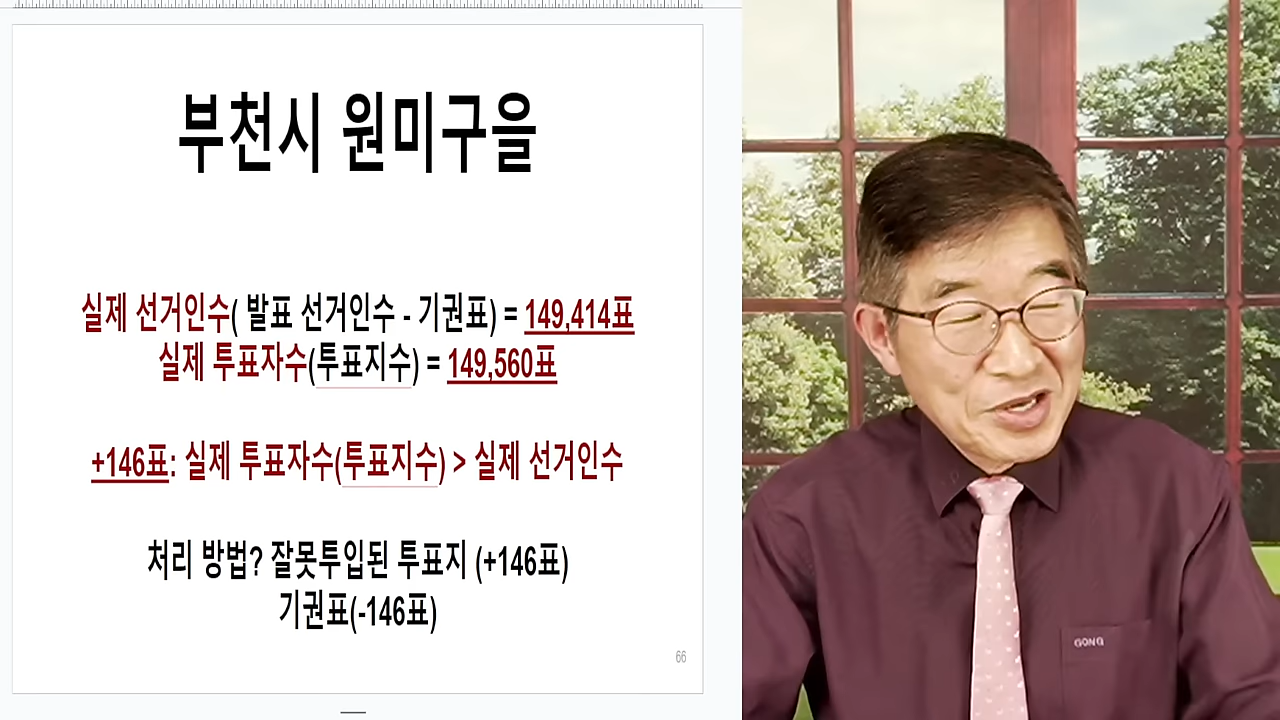 부천시 원미구을
실제 선거인수( 발표 선거인수 - 기권표) = 149,414표
실제 투표자수(투표지수) = 149,560표
+146표: 실제 투표자수(투표지수) > 실제 선거인수
처리 방법? 잘못투입된 투표지 (+146표)
기권표(-146표)
66
GONG